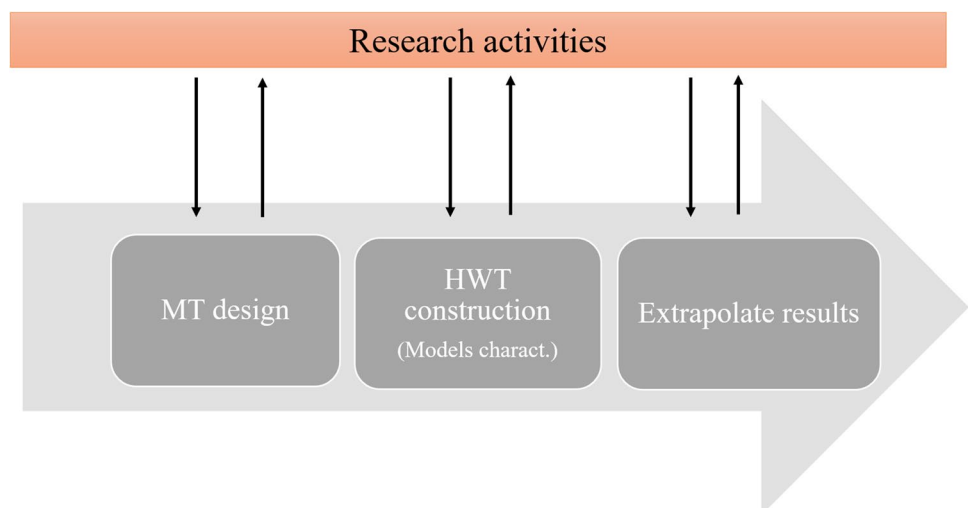 Research activities
MT design
HWT
construction
(Models charact.)
Extrapolate results